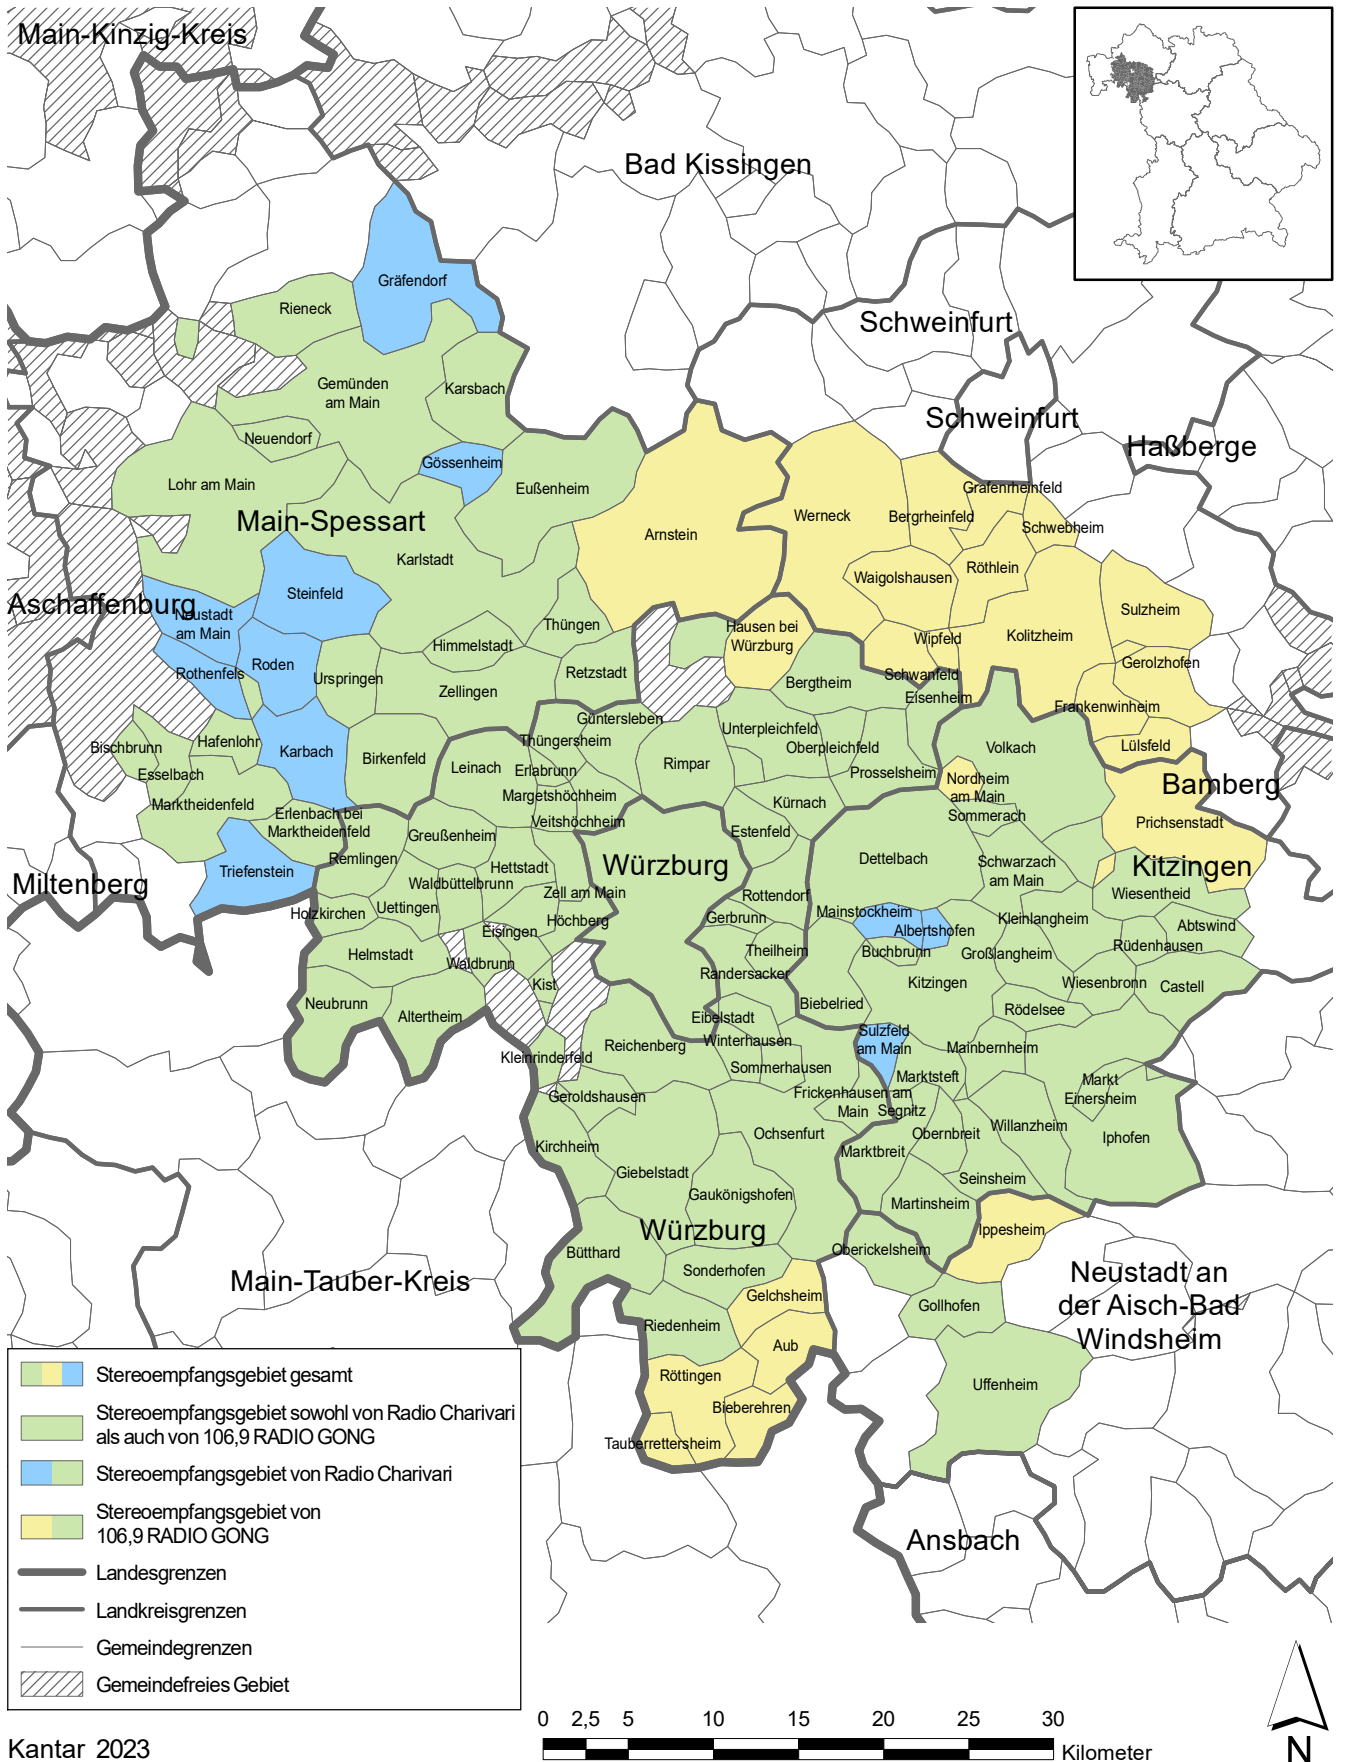 Main-Kinzig-Kreis
Bad Kissingen
Gräfendorf
Rieneck
Schweinfurt
Gemünden
am Main
Karsbach
Schweinfurt
Neuendorf
Haßberge
Gössenheim
Lohr am Main
Eußenheim
Grafenrheinfeld
Main-Spessart
Werneck
Bergrheinfeld
Schwebheim
Arnstein
Karlstadt
Röthlein
Waigolshausen
Steinfeld
Aschaffenburg
Sulzheim
Neustadt
am Main
Thüngen
Hausen bei
Würzburg
Himmelstadt
Wipfeld
Kolitzheim
Roden
Gerolzhofen
Rothenfels
Urspringen
Retzstadt
Schwanfeld
Bergtheim
Zellingen
Eisenheim
Frankenwinheim
Güntersleben
Unterpleichfeld
Hafenlohr
Thüngersheim
Bischbrunn
Karbach
Oberpleichfeld
Volkach
Lülsfeld
Birkenfeld
Leinach
Erlabrunn
Rimpar
Prosselsheim
Esselbach
Nordheim
am Main
Bamberg
Margetshöchheim
Marktheidenfeld
Kürnach
Erlenbach bei
Marktheidenfeld
Sommerach
Veitshöchheim
Prichsenstadt
Greußenheim
Estenfeld
Remlingen
Dettelbach
Schwarzach
am Main
Würzburg
Kitzingen
Triefenstein
Hettstadt
Miltenberg
Waldbüttelbrunn
Zell am Main
Rottendorf
Wiesentheid
Uettingen
Holzkirchen
Mainstockheim
Höchberg
Gerbrunn
Kleinlangheim
Abtswind
Eisingen
Albertshofen
Rüdenhausen
Helmstadt
Theilheim
Buchbrunn
Großlangheim
Waldbrunn
Randersacker
Kist
Kitzingen
Wiesenbronn
Castell
Neubrunn
Biebelried
Rödelsee
Altertheim
Eibelstadt
Sulzfeld
am Main
Winterhausen
Reichenberg
Mainbernheim
Kleinrinderfeld
Sommerhausen
Marktsteft
Markt
Einersheim
Geroldshausen
Frickenhausen am
Main
Segnitz
Willanzheim
Ochsenfurt
Obernbreit
Iphofen
Kirchheim
Marktbreit
Giebelstadt
Seinsheim
Gaukönigshofen
Martinsheim
Würzburg
Ippesheim
Bütthard
Oberickelsheim
Sonderhofen
Main-Tauber-Kreis
Neustadt an
der Aisch-Bad
Windsheim
Gelchsheim
Gollhofen
Riedenheim
Aub
Röttingen
Uffenheim
Bieberehren
Tauberrettersheim
Ansbach
Stereoempfangsgebiet gesamt
Stereoempfangsgebiet sowohl von Radio Charivari
als auch von 106,9 RADIO GONG
Stereoempfangsgebiet von Radio Charivari
Stereoempfangsgebiet von
106,9 RADIO GONG
Landesgrenzen
Landkreisgrenzen
Gemeindegrenzen
Gemeindefreies Gebiet
0 2,5 5 10 15 20 25 30
Kilometer
N
Kantar 2023